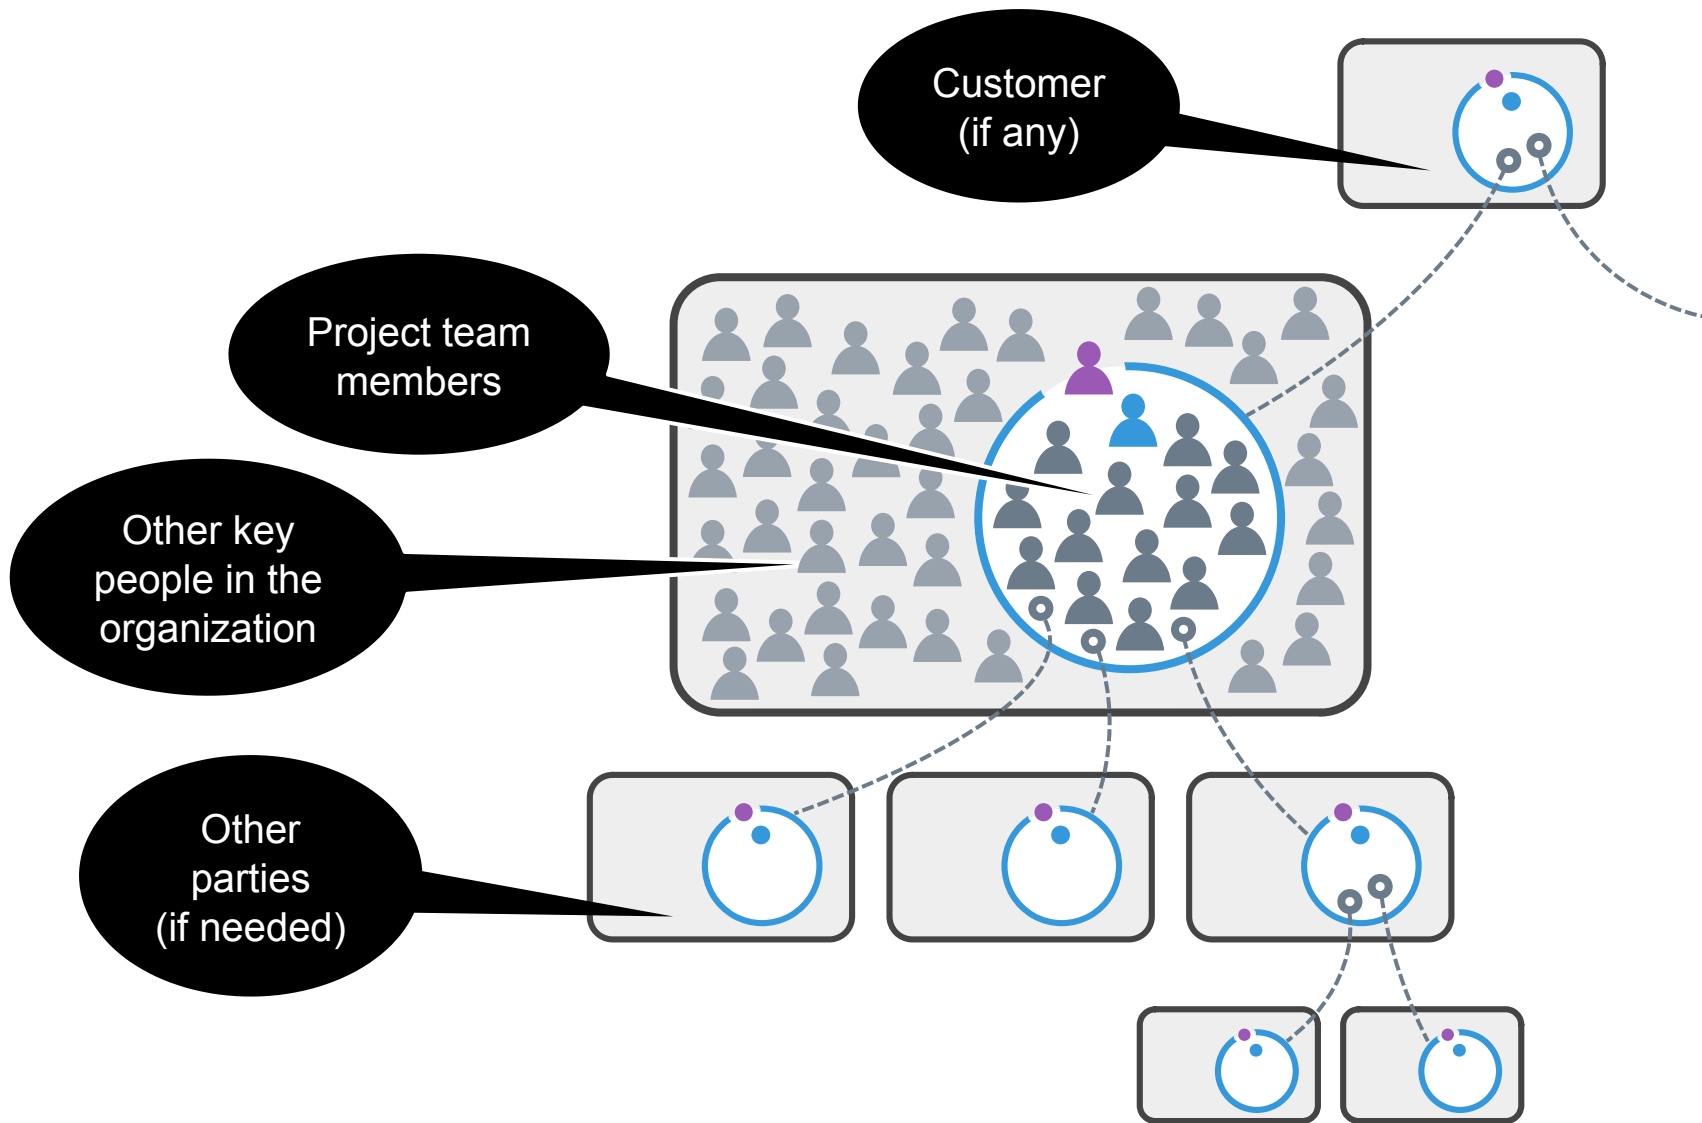 Customer
(if any)
Project team
members
Other key
people in the
organization
Other
parties
(if needed)